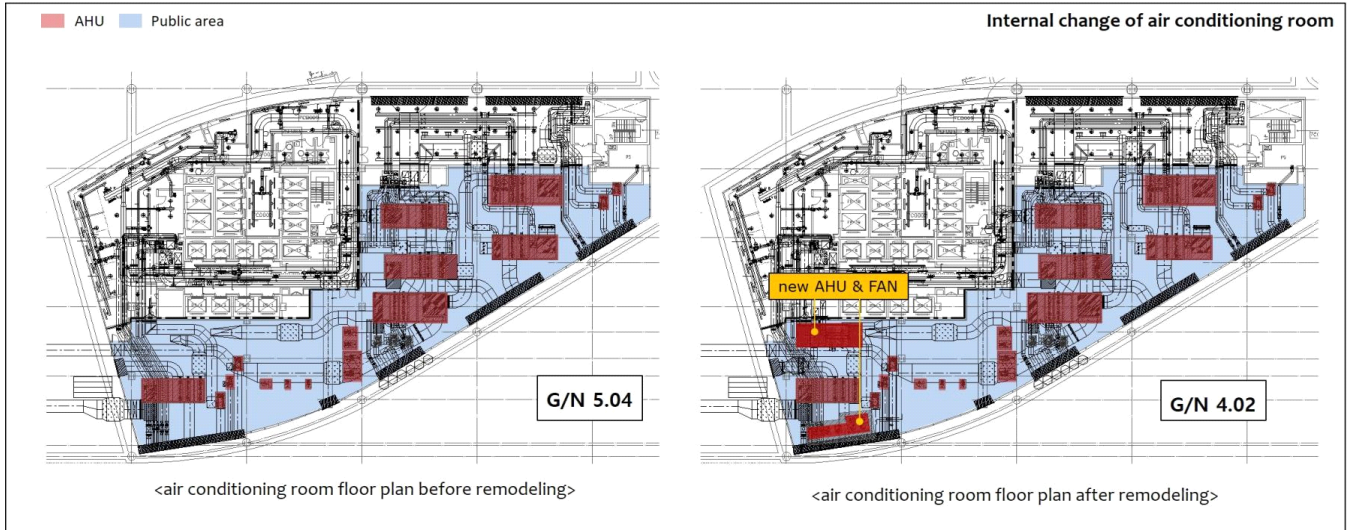 AHU Public area
Internal change of air conditioning room
new AHU & FAN
G/N 5.04
G/N 4.02
<air conditioning room floor plan before remodeling>
<air conditioning room floor plan after remodeling>